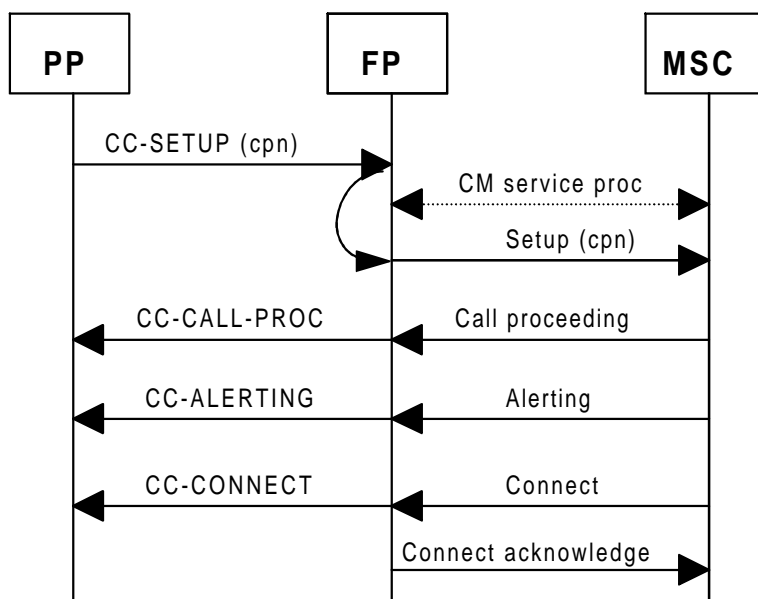 PP
FP
MSC
CC-SETUP (cpn)
CM service proc
Setup (cpn)
CC-CALL-PROC
Call proceeding
CC-ALERTING
Alerting
CC-CONNECT
Connect
Connect acknowledge